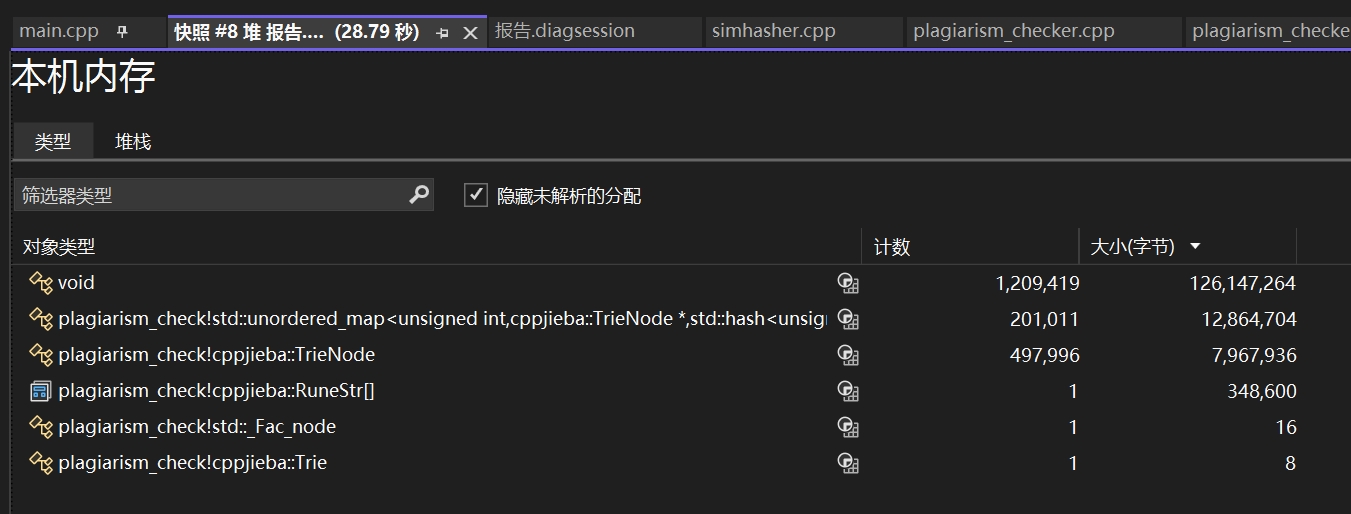 main.cpp
快照 #8 堆 报告.... (28.79 秒)
报告.diagsession
simhasher.cpp
plagiarism_checker.cpp
plagiarism_checke
本机内存
类型 堆栈
筛选器类型 隐藏未解析的分配
对象类型 计数 大小(字节)
void 1,209,419 126,147,264
plagiarism_check!std::unordered_map<unsigned int,cppjieba::TrieNode *,std::hash<unsig 201,011 12,864,704
plagiarism_check!cppjieba::TrieNode 497,996 7,967,936
plagiarism_check!cppjieba::RuneStr[] 1 348,600
plagiarism_check!std::_Fac_node 1 16
plagiarism_check!cppjieba::Trie 1 8